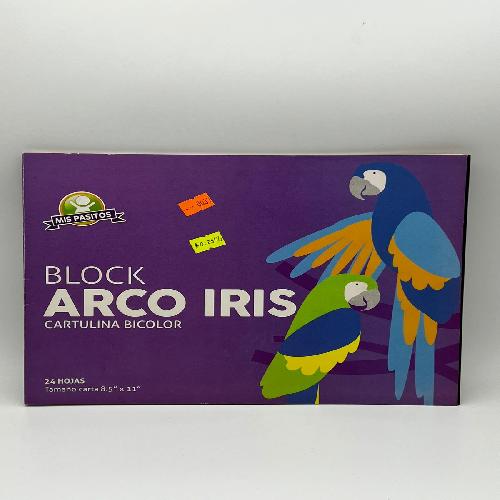 MIS PASITOS
BLOCK
ARCO IRIS
CARTULINA BICOLOR
24 HOJAS
Tamaño carta 8.5" x 11"